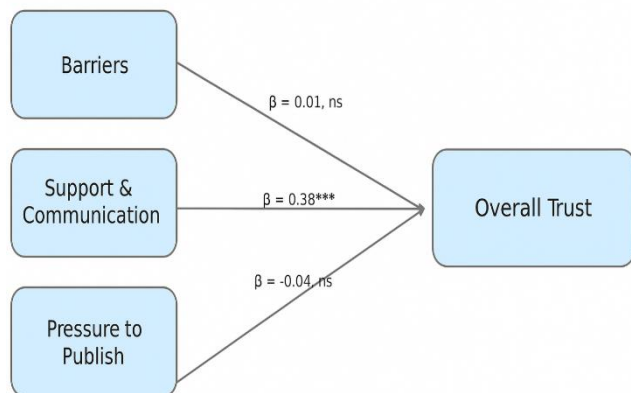 Barriers
β = 0.01, ns
Support &
Communication
β = 0.38***
Overall Trust
β = -0.04, ns
Pressure to
Publish